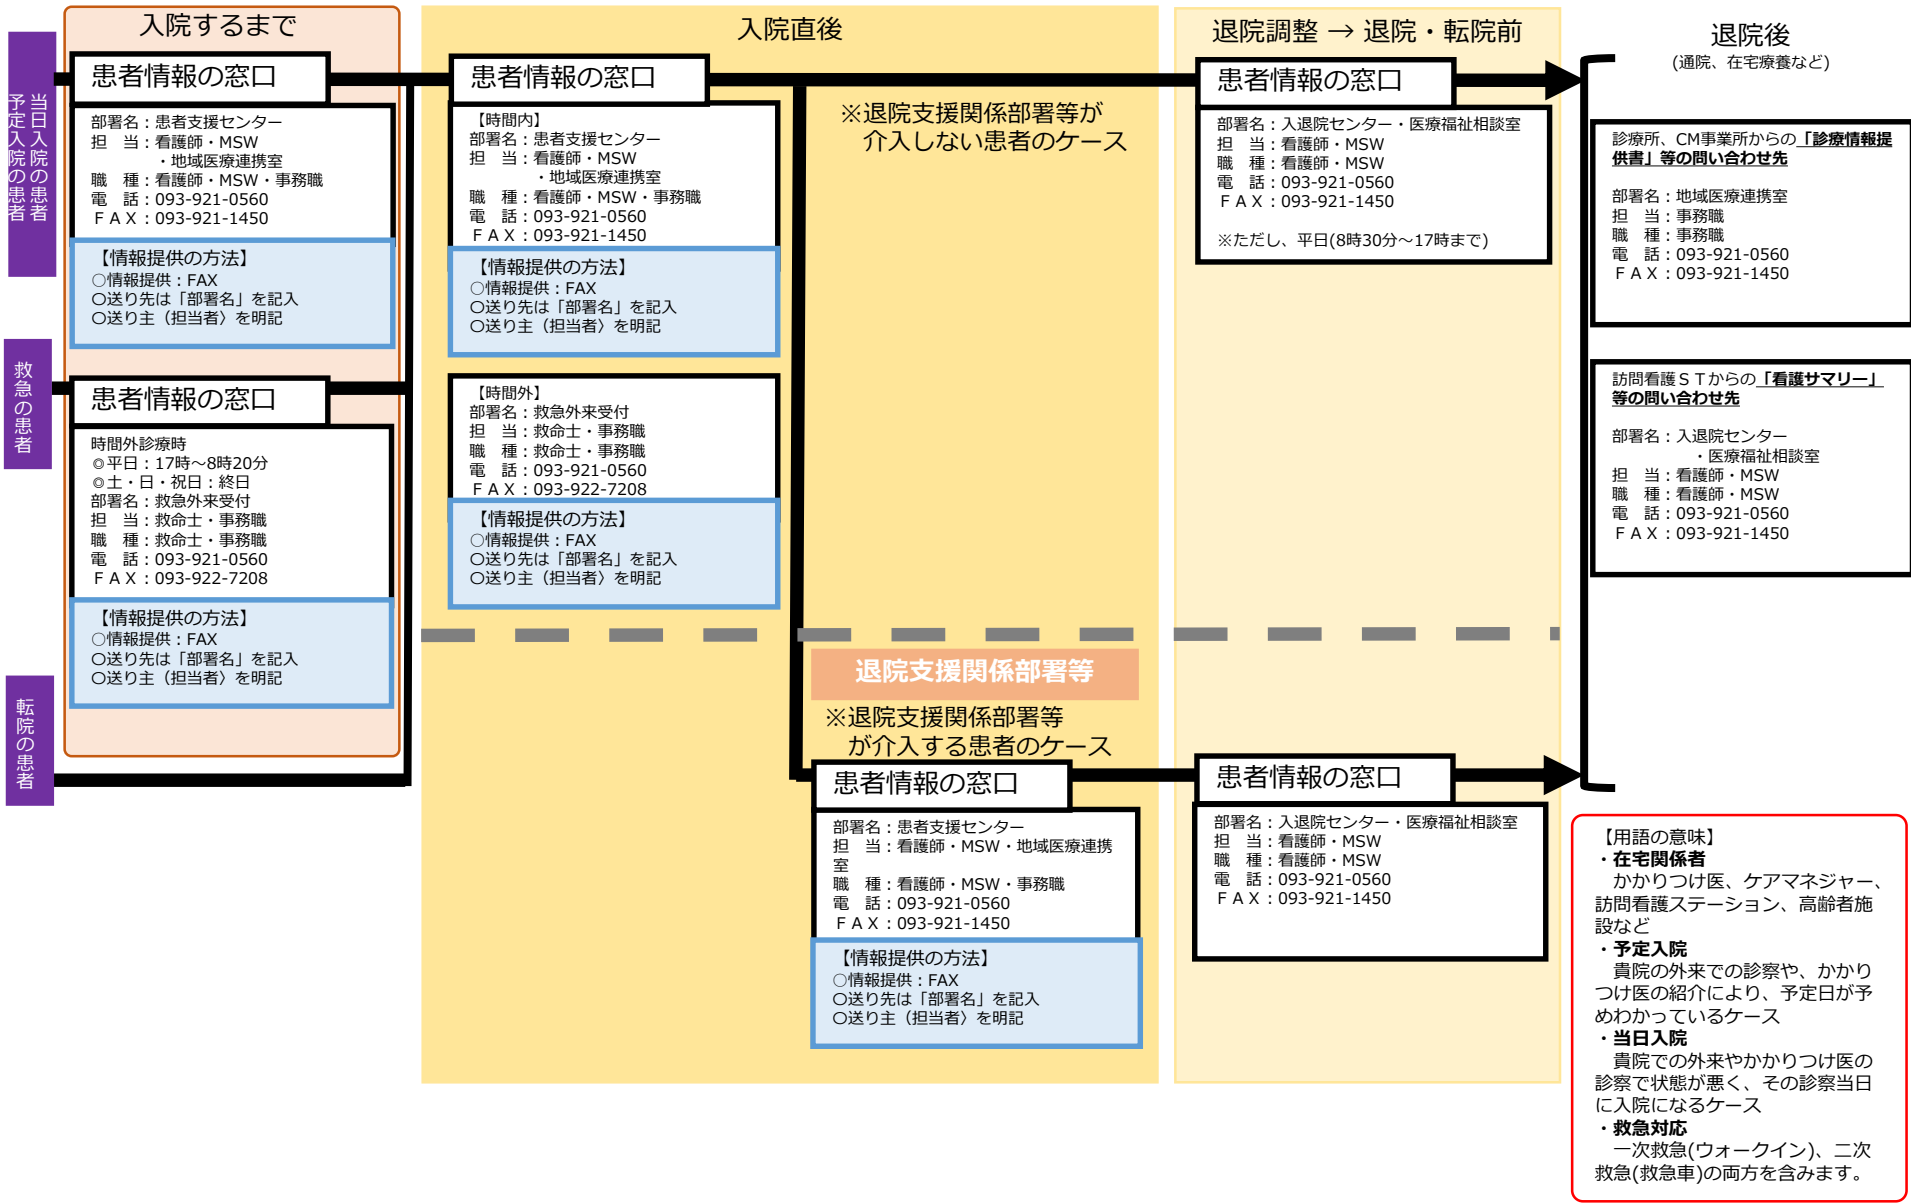 入院するまで
当日入院の患者
予定入院の患者
患者情報の窓口
部署名：患者支援センター
担　当：看護師・MSW
・地域医療連携室
職　種：看護師・MSW・事務職
電　話：093-921-0560
ＦＡＸ：093-921-1450
【情報提供の方法】
○情報提供：FAX
〇送り先は「部署名」を記入
〇送り主（担当者〉を明記
救急の患者
患者情報の窓口
時間外診療時
◎平日：17時～8時20分
◎土・日・祝日：終日
部署名：救急外来受付
担　当：救命士・事務職
職　種：救命士・事務職
電　話：093-921-0560
ＦＡＸ：093-922-7208
【情報提供の方法】
○情報提供：FAX
〇送り先は「部署名」を記入
〇送り主（担当者〉を明記
転院の患者
入院直後
患者情報の窓口
【時間内】
部署名：患者支援センター
担　当：看護師・MSW
・地域医療連携室
職　種：看護師・MSW・事務職
電　話：093-921-0560
ＦＡＸ：093-921-1450
【情報提供の方法】
○情報提供：FAX
〇送り先は「部署名」を記入
〇送り主（担当者〉を明記
【時間外】
部署名：救急外来受付
担　当：救命士・事務職
職　種：救命士・事務職
電　話：093-921-0560
ＦＡＸ：093-922-7208
【情報提供の方法】
○情報提供：FAX
〇送り先は「部署名」を記入
〇送り主（担当者〉を明記
※退院支援関係部署等が
介入しない患者のケース
退院支援関係部署等
※退院支援関係部署等
が介入する患者のケース
患者情報の窓口
部署名：患者支援センター
担　当：看護師・MSW・地域医療連携
室
職　種：看護師・MSW・事務職
電　話：093-921-0560
ＦＡＸ：093-921-1450
【情報提供の方法】
○情報提供：FAX
〇送り先は「部署名」を記入
〇送り主（担当者〉を明記
退院調整 → 退院・転院前
患者情報の窓口
部署名：入退院センター・医療福祉相談室
担　当：看護師・MSW
職　種：看護師・MSW
電　話：093-921-0560
ＦＡＸ：093-921-1450
※ただし、平日(8時30分～17時まで)
患者情報の窓口
部署名：入退院センター・医療福祉相談室
担　当：看護師・MSW
職　種：看護師・MSW
電　話：093-921-0560
ＦＡＸ：093-921-1450
退院後
(通院、在宅療養など)
診療所、CM事業所からの「診療情報提
供書」等の問い合わせ先
部署名：地域医療連携室
担　当：事務職
職　種：事務職
電　話：093-921-0560
ＦＡＸ：093-921-1450
訪問看護ＳＴからの「看護サマリー」
等の問い合わせ先
部署名：入退院センター
・医療福祉相談室
担　当：看護師・MSW
職　種：看護師・MSW
電　話：093-921-0560
ＦＡＸ：093-921-1450
【用語の意味】
・在宅関係者
かかりつけ医、ケアマネジャー、
訪問看護ステーション、高齢者施
設など
・予定入院
貴院の外来での診察や、かかり
つけ医の紹介により、予定日が予
めわかっているケース
・当日入院
貴院での外来やかかりつけ医の
診察で状態が悪く、その診察当日
に入院になるケース
・救急対応
一次救急(ウォークイン)、二次
救急(救急車)の両方を含みます。